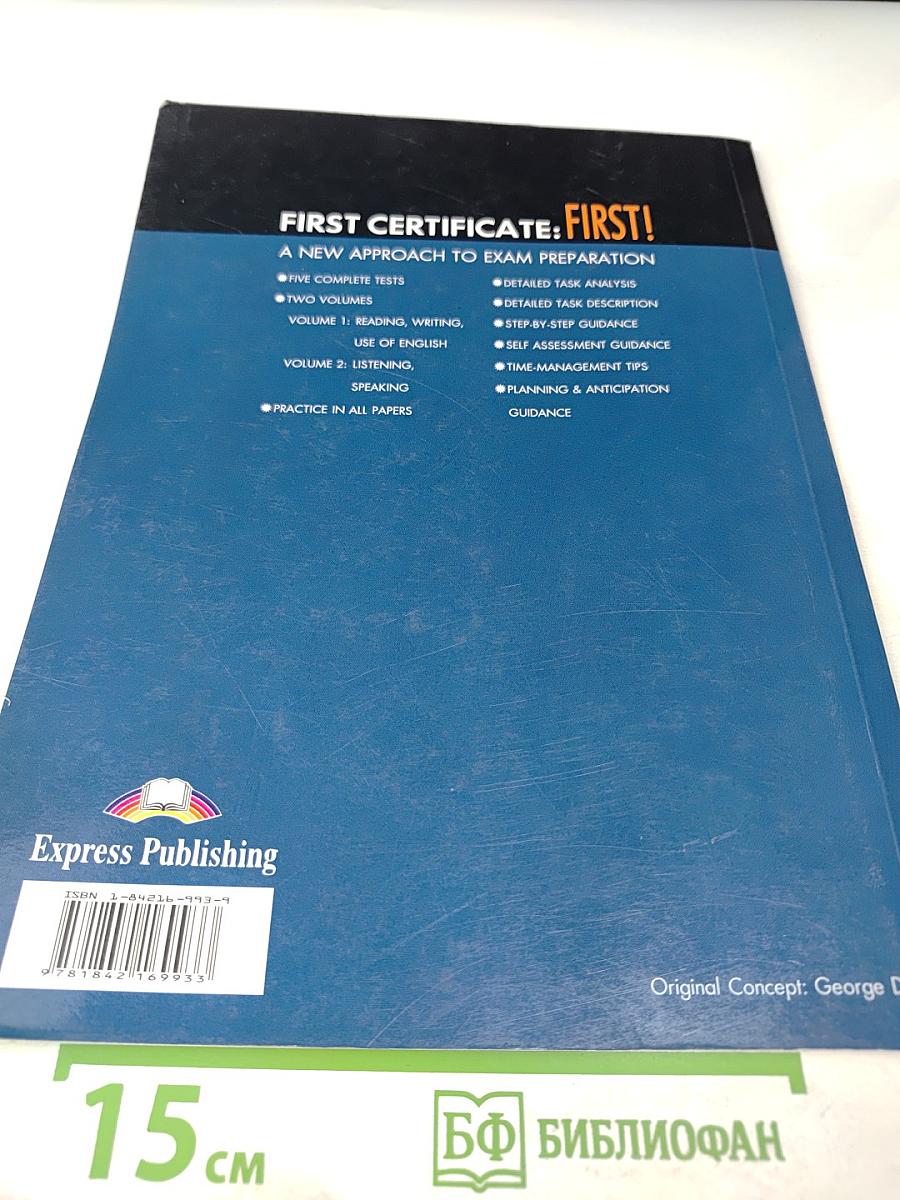 FIRST CERTIFICATE: FIRST!
A NEW APPROACH TO EXAM PREPARATION
FIVE COMPLETE TESTS
TWO VOLUMES
VOLUME 1: READING, WRITING,
USE OF ENGLISH
VOLUME 2: LISTENING,
SPEAKING
PRACTICE IN ALL PAPERS
DETAILED TASK ANALYSIS
DETAILED TASK DESCRIPTION
STEP-BY-STEP GUIDANCE
SELF ASSESSMENT GUIDANCE
TIME-MANAGEMENT TIPS
PLANNING & ANTICIPATION
GUIDANCE
Express Publishing
ISBN 1-84216-993-9
9 781842 169933
Original Concept: George D
15 см
БФ БИБЛИОФАН